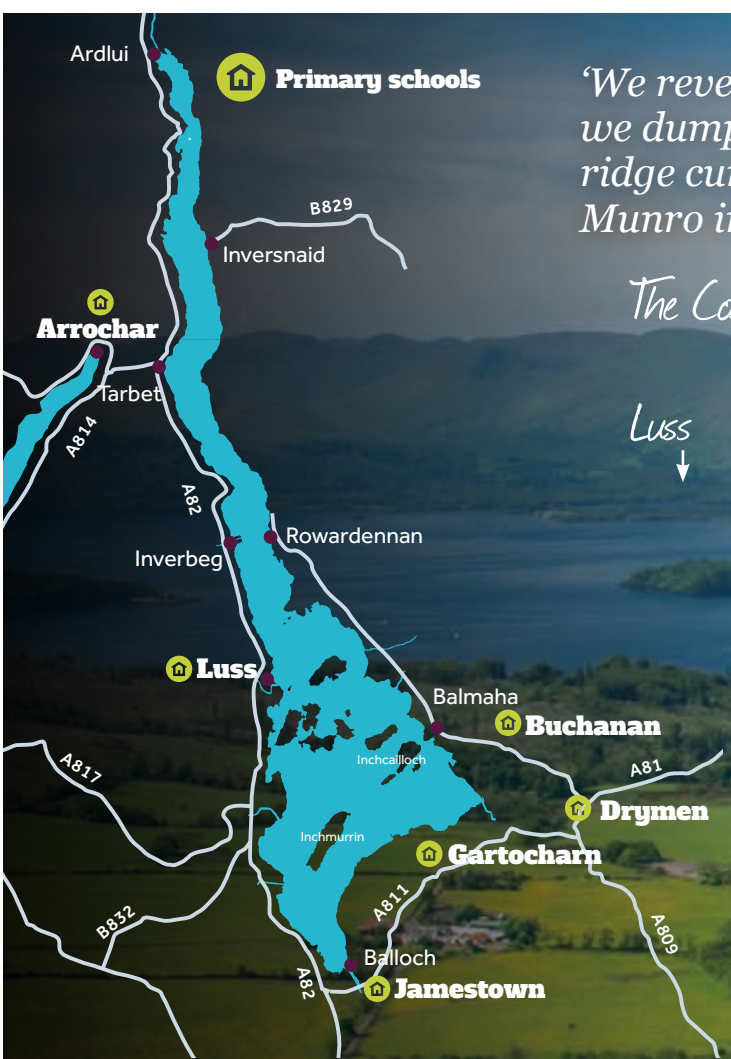 Ardlui
Primary schools
B829
Inversnaid
Arrochar
Tarbet
A814
A82
Rowardennan
Inverbeg
Luss
Balmaha
Buchanan
A817
Inchcailloch
A81
Drymen
Inchmurrin
Gartocharn
A811
B832
A809
Balloch
A82
Jamestown
‘We reve
we dump
ridge cu
Munro i
The Co
Luss